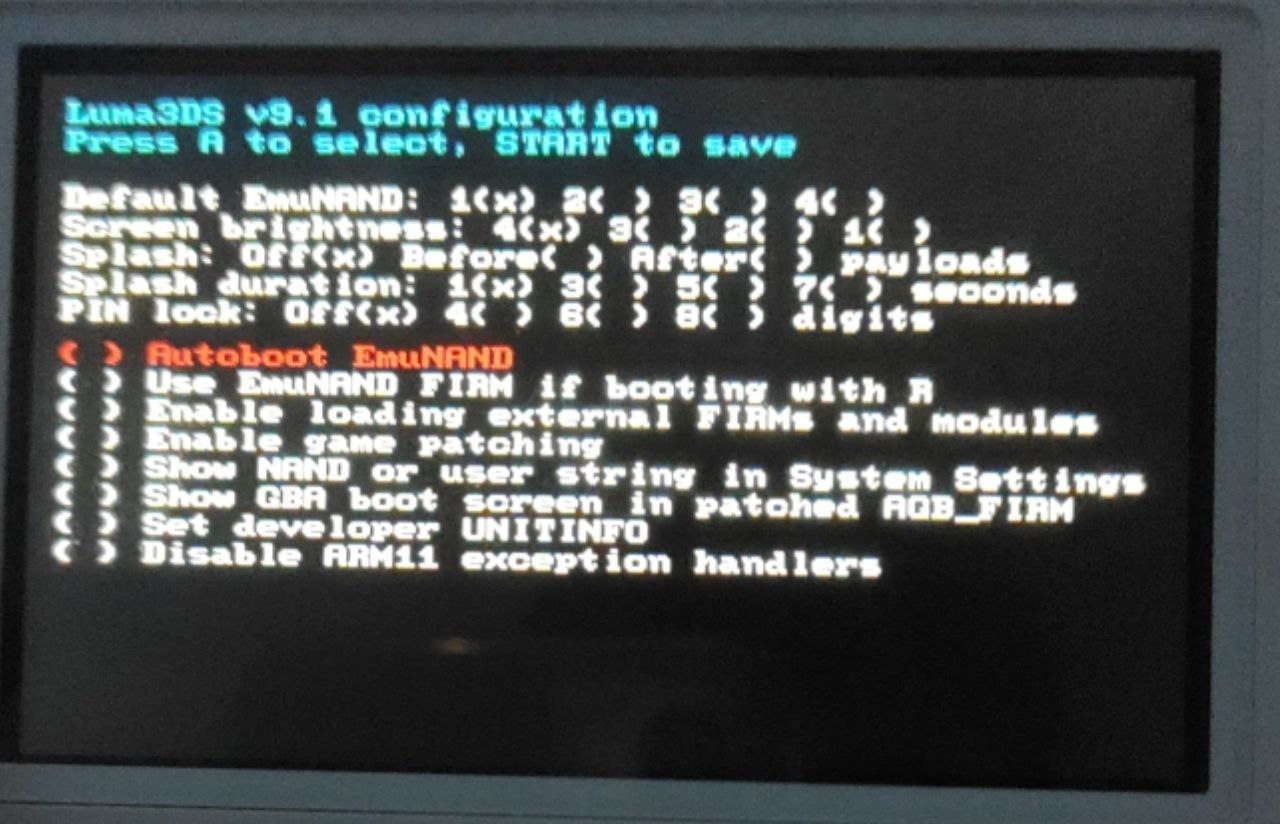 Luma3DS v9.1 configuration
Press A to select, START to save
Default EmuNAND: 1(x) 2( ) 3( ) 4( )
Screen brightness: 4(x) 3( ) 2( ) 1( )
Splash: Off(x) Before( ) After( ) payloads
Splash duration: 1(x) 3( ) 5( ) 7( ) seconds
PIN lock: Off(x) 4( ) 6( ) 8( ) digits
( ) Autoboot EmuNAND
( ) Use EmuNAND FIRM if booting with R
( ) Enable loading external FIRMs and modules
( ) Enable game patching
( ) Show NAND or user string in System Settings
( ) Show GBA boot screen in patched AGB_FIRM
( ) Set developer UNITINFO
( ) Disable ARM11 exception handlers